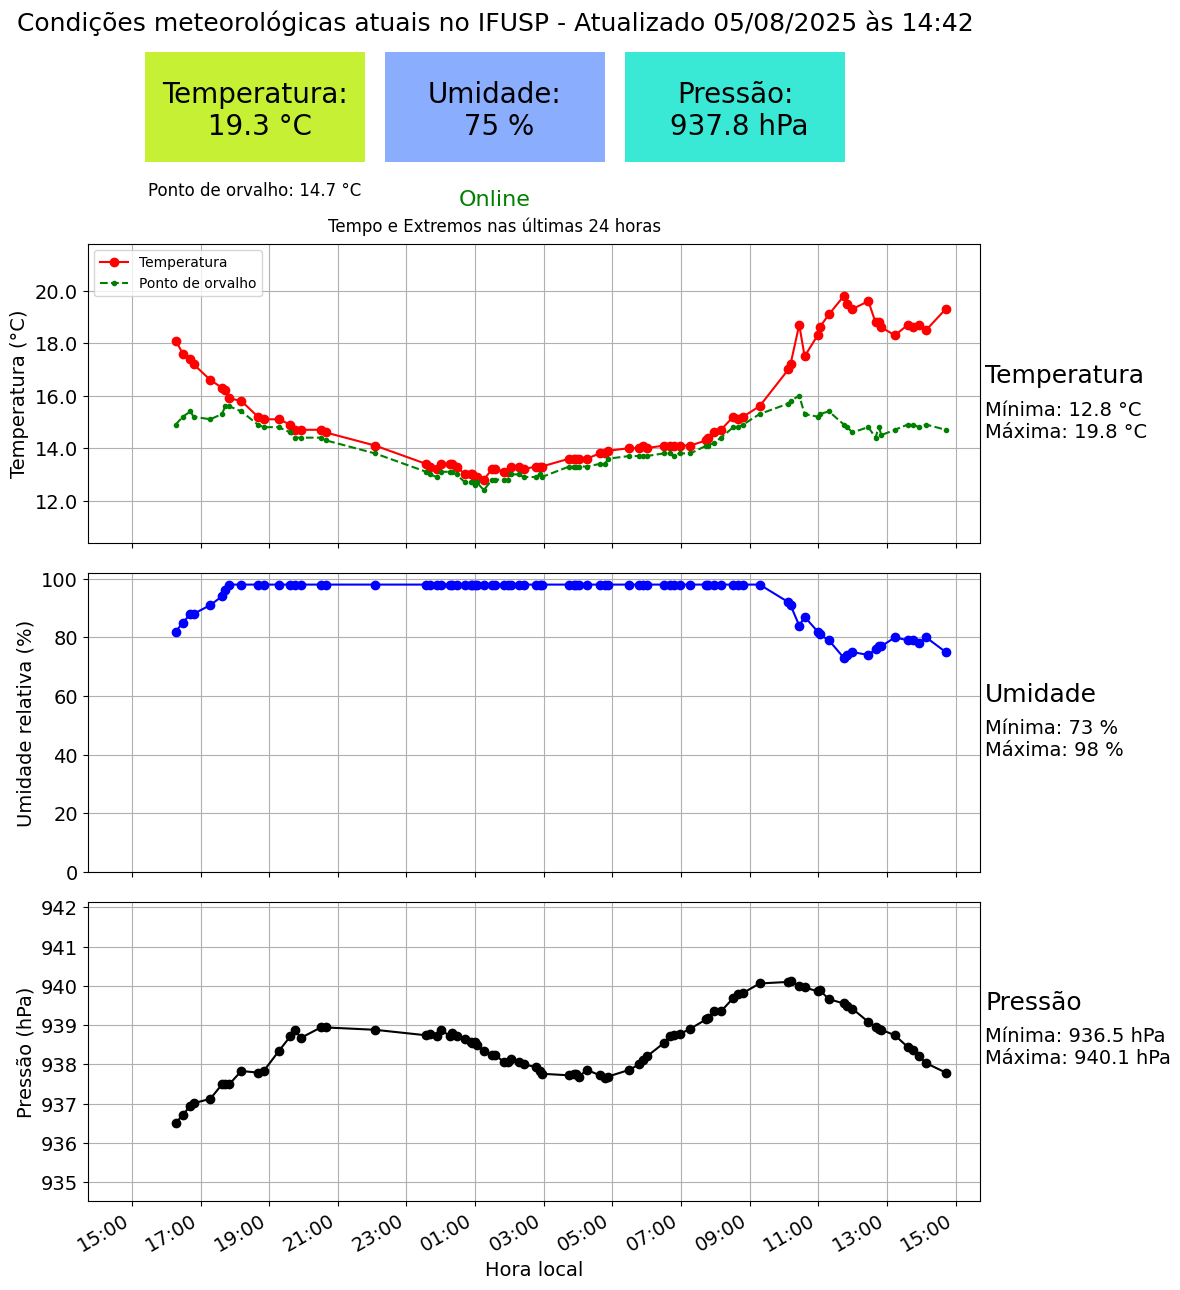 Condições meteorológicas atuais no IFUSP - Atualizado 05/08/2025 às 14:42
Temperatura:
19.3 °C
Umidade:
75 %
Pressão:
937.8 hPa
Ponto de orvalho: 14.7 °C
Online
Tempo e Extremos nas últimas 24 horas
Temperatura
Ponto de orvalho
Temperatura (°C)
20.0
18.0
16.0
14.0
12.0
Temperatura
Mínima: 12.8 °C
Máxima: 19.8 °C
Umidade relativa (%)
100
80
60
40
20
0
Umidade
Mínima: 73 %
Máxima: 98 %
Pressão (hPa)
942
941
940
939
938
937
936
935
Pressão
Mínima: 936.5 hPa
Máxima: 940.1 hPa
15:00
17:00
19:00
21:00
23:00
01:00
03:00
05:00
07:00
09:00
11:00
13:00
15:00
Hora local